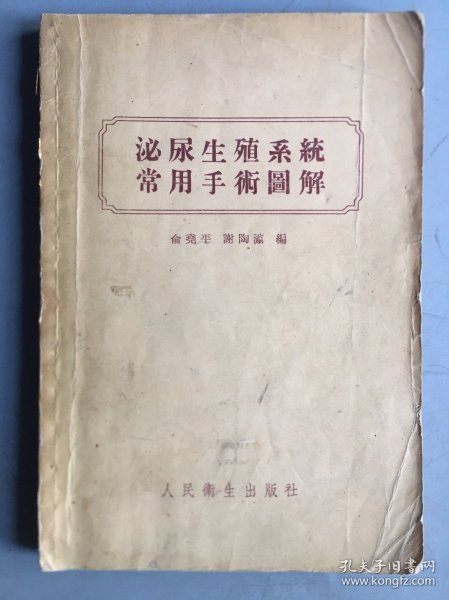 泌尿生殖系統
常用手術圖解
俞堯平 謝陶瀛 編
人民衛生出版社
孔夫子旧书网
www.kongfz.com